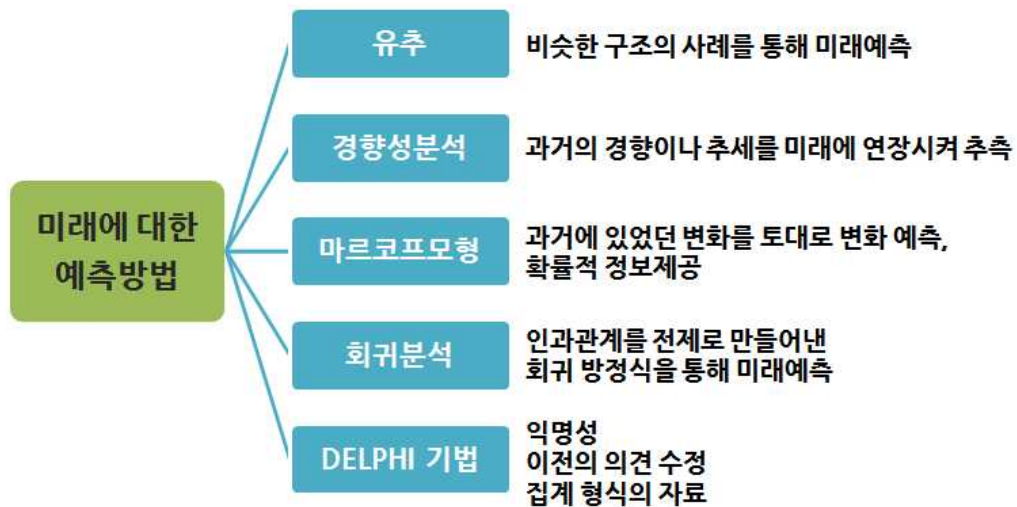 미래에 대한
예측방법
유추
비슷한 구조의 사례를 통해 미래예측
경향성분석
과거의 경향이나 추세를 미래에 연장시켜 추측
마르코프모형
과거에 있었던 변화를 토대로 변화 예측,
확률적 정보제공
회귀분석
인과관계를 전제로 만들어낸
회귀 방정식을 통해 미래예측
DELPHI 기법
익명성
이전의 의견 수정
집계 형식의 자료